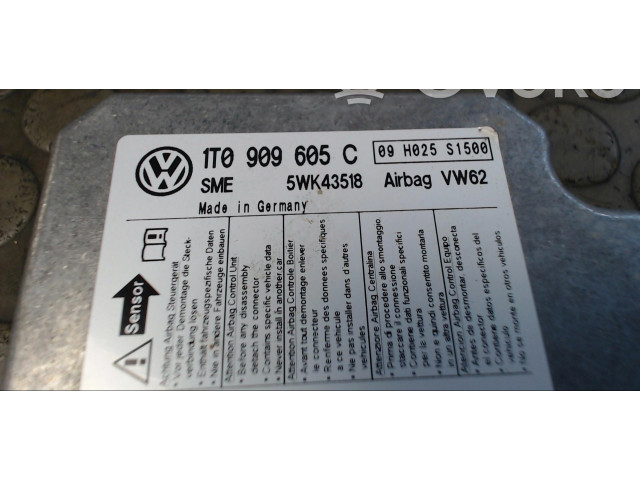 1T0 909 605 C
09 H025 S1500
SME 5WK43518 Airbag VW62
Made in Germany
Sensor
Achtung Airbag Steuergerät
• Vor jeder Demontage die Steck-
verbindung lösen
• Enthält fahrzeugspezifische Daten
• Nie in andere Fahrzeuge einbauen
Attention Airbag Control Unit
• Before any disassembly
detach the connector
• Contains specific vehicle data
• Never install in another car
Attention Airbag Controle Boitier
• Avant tout demontage enlever
le connecteur
• Renferme des donnees specifiques
a ce vehicule
• Ne pas installer dans d'autres
vehicules
Attenzione Airbag Centralina
• Prima di procedere allo smontaggio
staccare il connessione
• Contiene dati funzionali specifici
per la vettura
• Non e audi consentito montarla
in un altra vettura
Atencion Airbag Control Equipo
• Antes de desmontar, desconecta
el conector
• Contiene datos especificos del
vehiculo
• No se monte en otros vehiculos